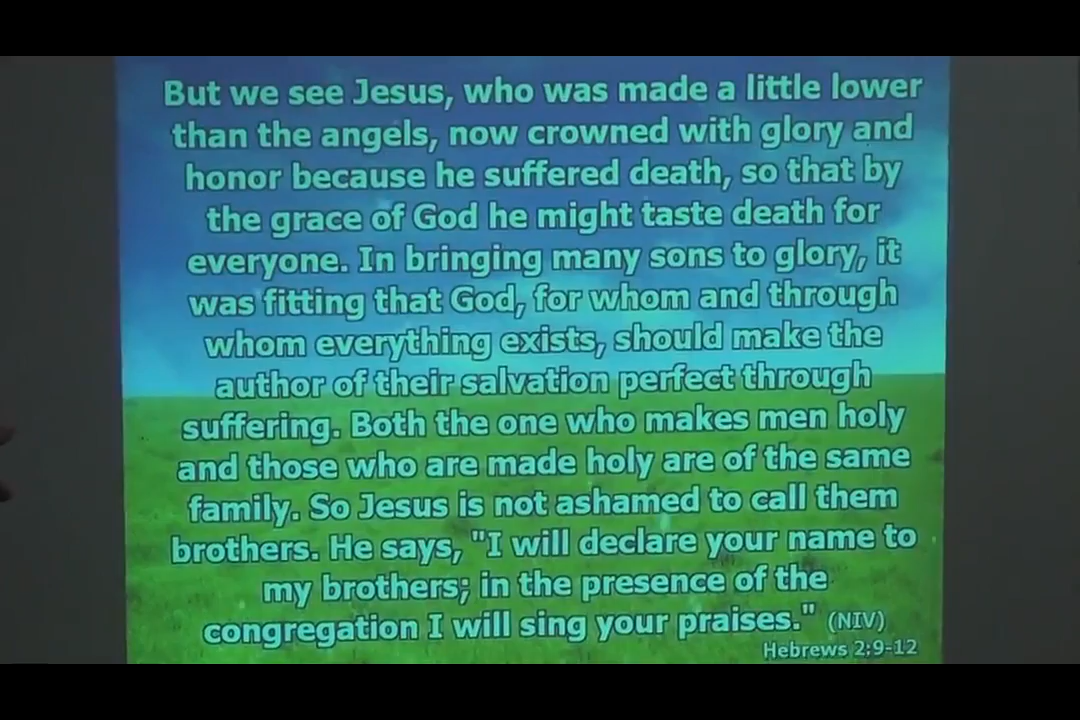 But we see Jesus, who was made a little lower
than the angels, now crowned with glory and
honor because he suffered death, so that by
the grace of God he might taste death for
everyone. In bringing many sons to glory, it
was fitting that God, for whom and through
whom everything exists, should make the
author of their salvation perfect through
suffering. Both the one who makes men holy
and those who are made holy are of the same
family. So Jesus is not ashamed to call them
brothers. He says, "I will declare your name to
my brothers; in the presence of the
congregation I will sing your praises." (NIV)
Hebrews 2:9-12